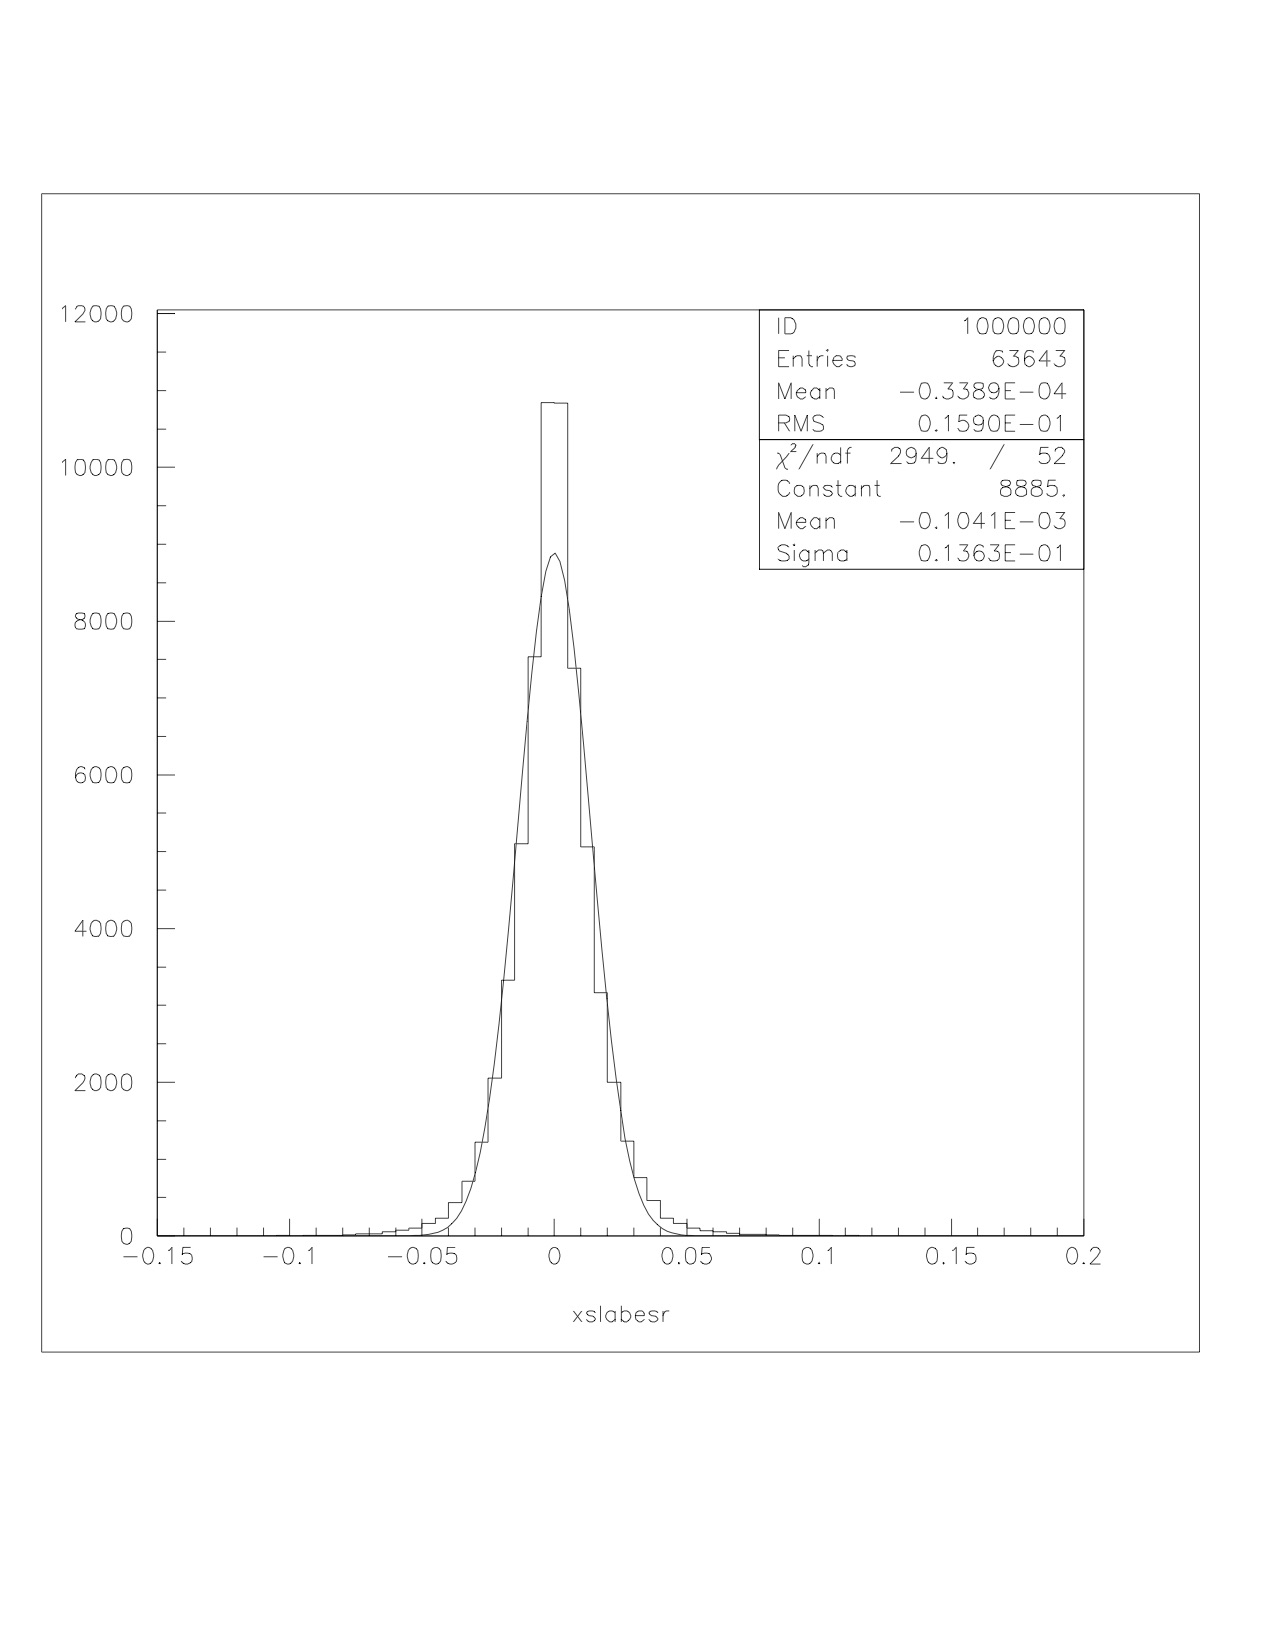 12000
10000
8000
6000
4000
2000
0
−0.15 −0.1 −0.05 0 0.05 0.1 0.15 0.2
xslabesr
ID 1000000
Entries 63643
Mean −0.3389E−04
RMS 0.1590E−01
χ²/ndf 2949. / 52
Constant 8885.
Mean −0.1041E−03
Sigma 0.1363E−01